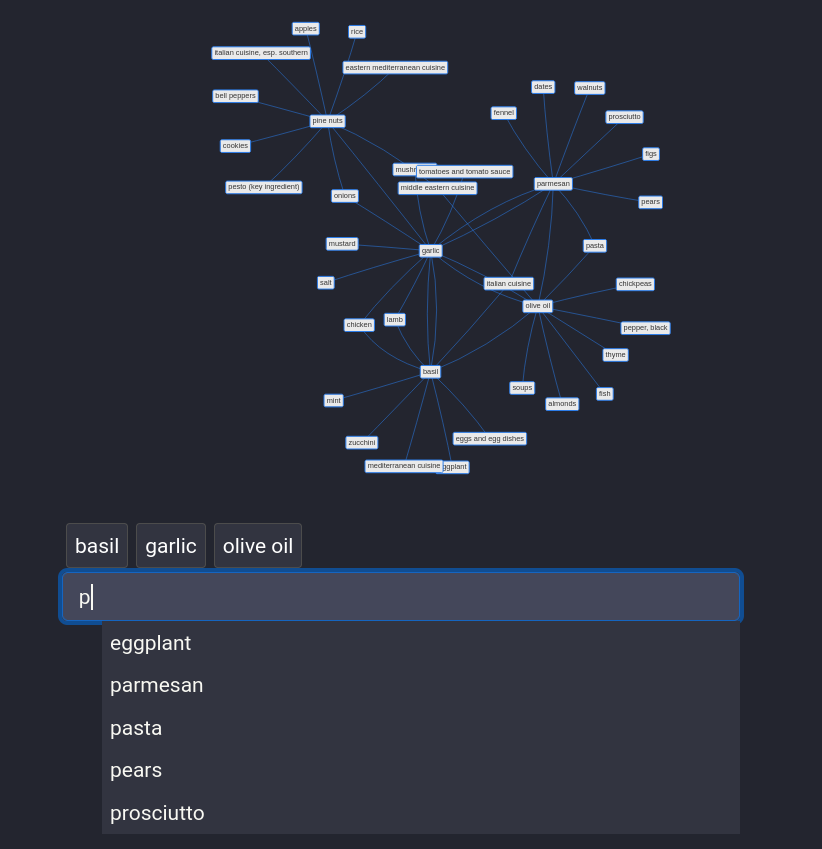 apples
rice
italian cuisine, esp. southern
eastern mediterranean cuisine
dates
walnuts
bell peppers
fennel
prosciutto
pine nuts
cookies
figs
tomatoes and tomato sauce
parmesan
pesto (key ingredient)
middle eastern cuisine
onions
pears
mustard
garlic
pasta
salt
italian cuisine
chickpeas
olive oil
chicken
lamb
pepper, black
thyme
basil
soups
fish
mint
almonds
zucchini
eggs and egg dishes
mediterranean cuisine
ggplant
basil garlic olive oil
p
eggplant
parmesan
pasta
pears
prosciutto